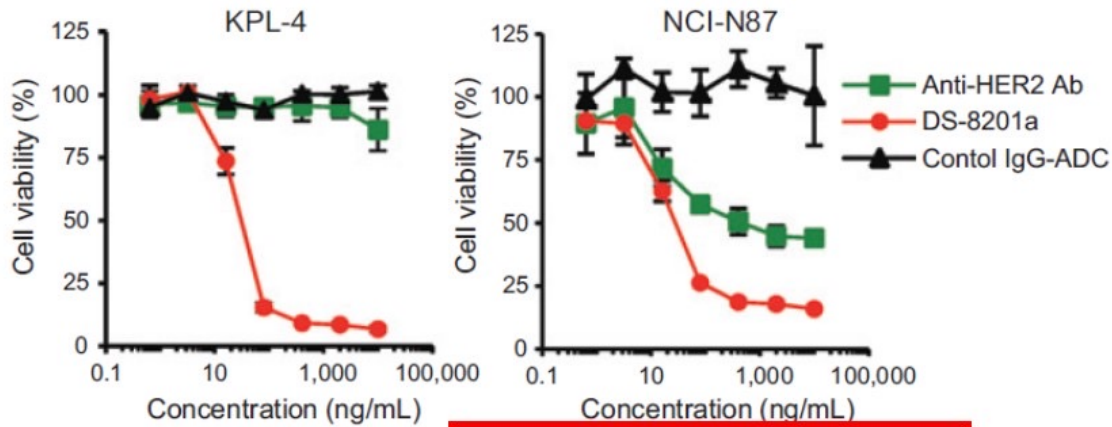 KPL-4
NCI-N87
125
100
75
50
25
0
Cell viability (%)
0.1
10
1,000
100,000
Concentration (ng/mL)
125
100
75
50
25
0
Cell viability (%)
0.1
10
1,000
100,000
Concentration (ng/mL)
Anti-HER2 Ab
DS-8201a
Contol IgG-ADC